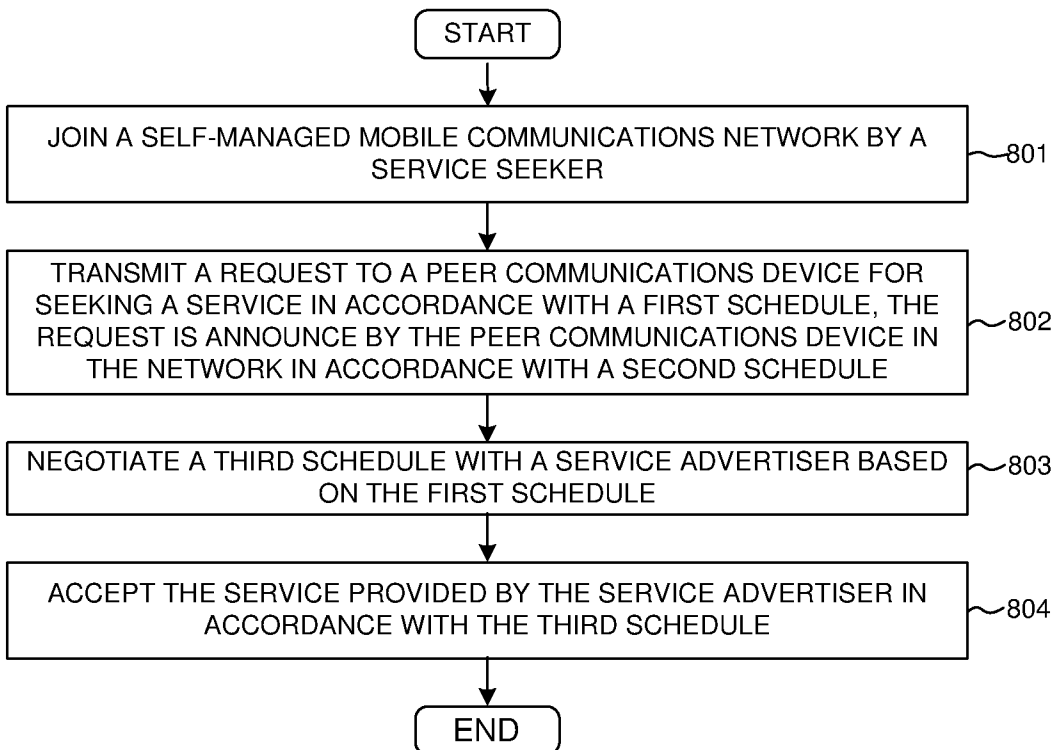 START
JOIN A SELF-MANAGED MOBILE COMMUNICATIONS NETWORK BY A
SERVICE SEEKER
801
TRANSMIT A REQUEST TO A PEER COMMUNICATIONS DEVICE FOR
SEEKING A SERVICE IN ACCORDANCE WITH A FIRST SCHEDULE, THE
REQUEST IS ANNOUNCE BY THE PEER COMMUNICATIONS DEVICE IN
THE NETWORK IN ACCORDANCE WITH A SECOND SCHEDULE
802
NEGOTIATE A THIRD SCHEDULE WITH A SERVICE ADVERTISER BASED
ON THE FIRST SCHEDULE
803
ACCEPT THE SERVICE PROVIDED BY THE SERVICE ADVERTISER IN
ACCORDANCE WITH THE THIRD SCHEDULE
804
END